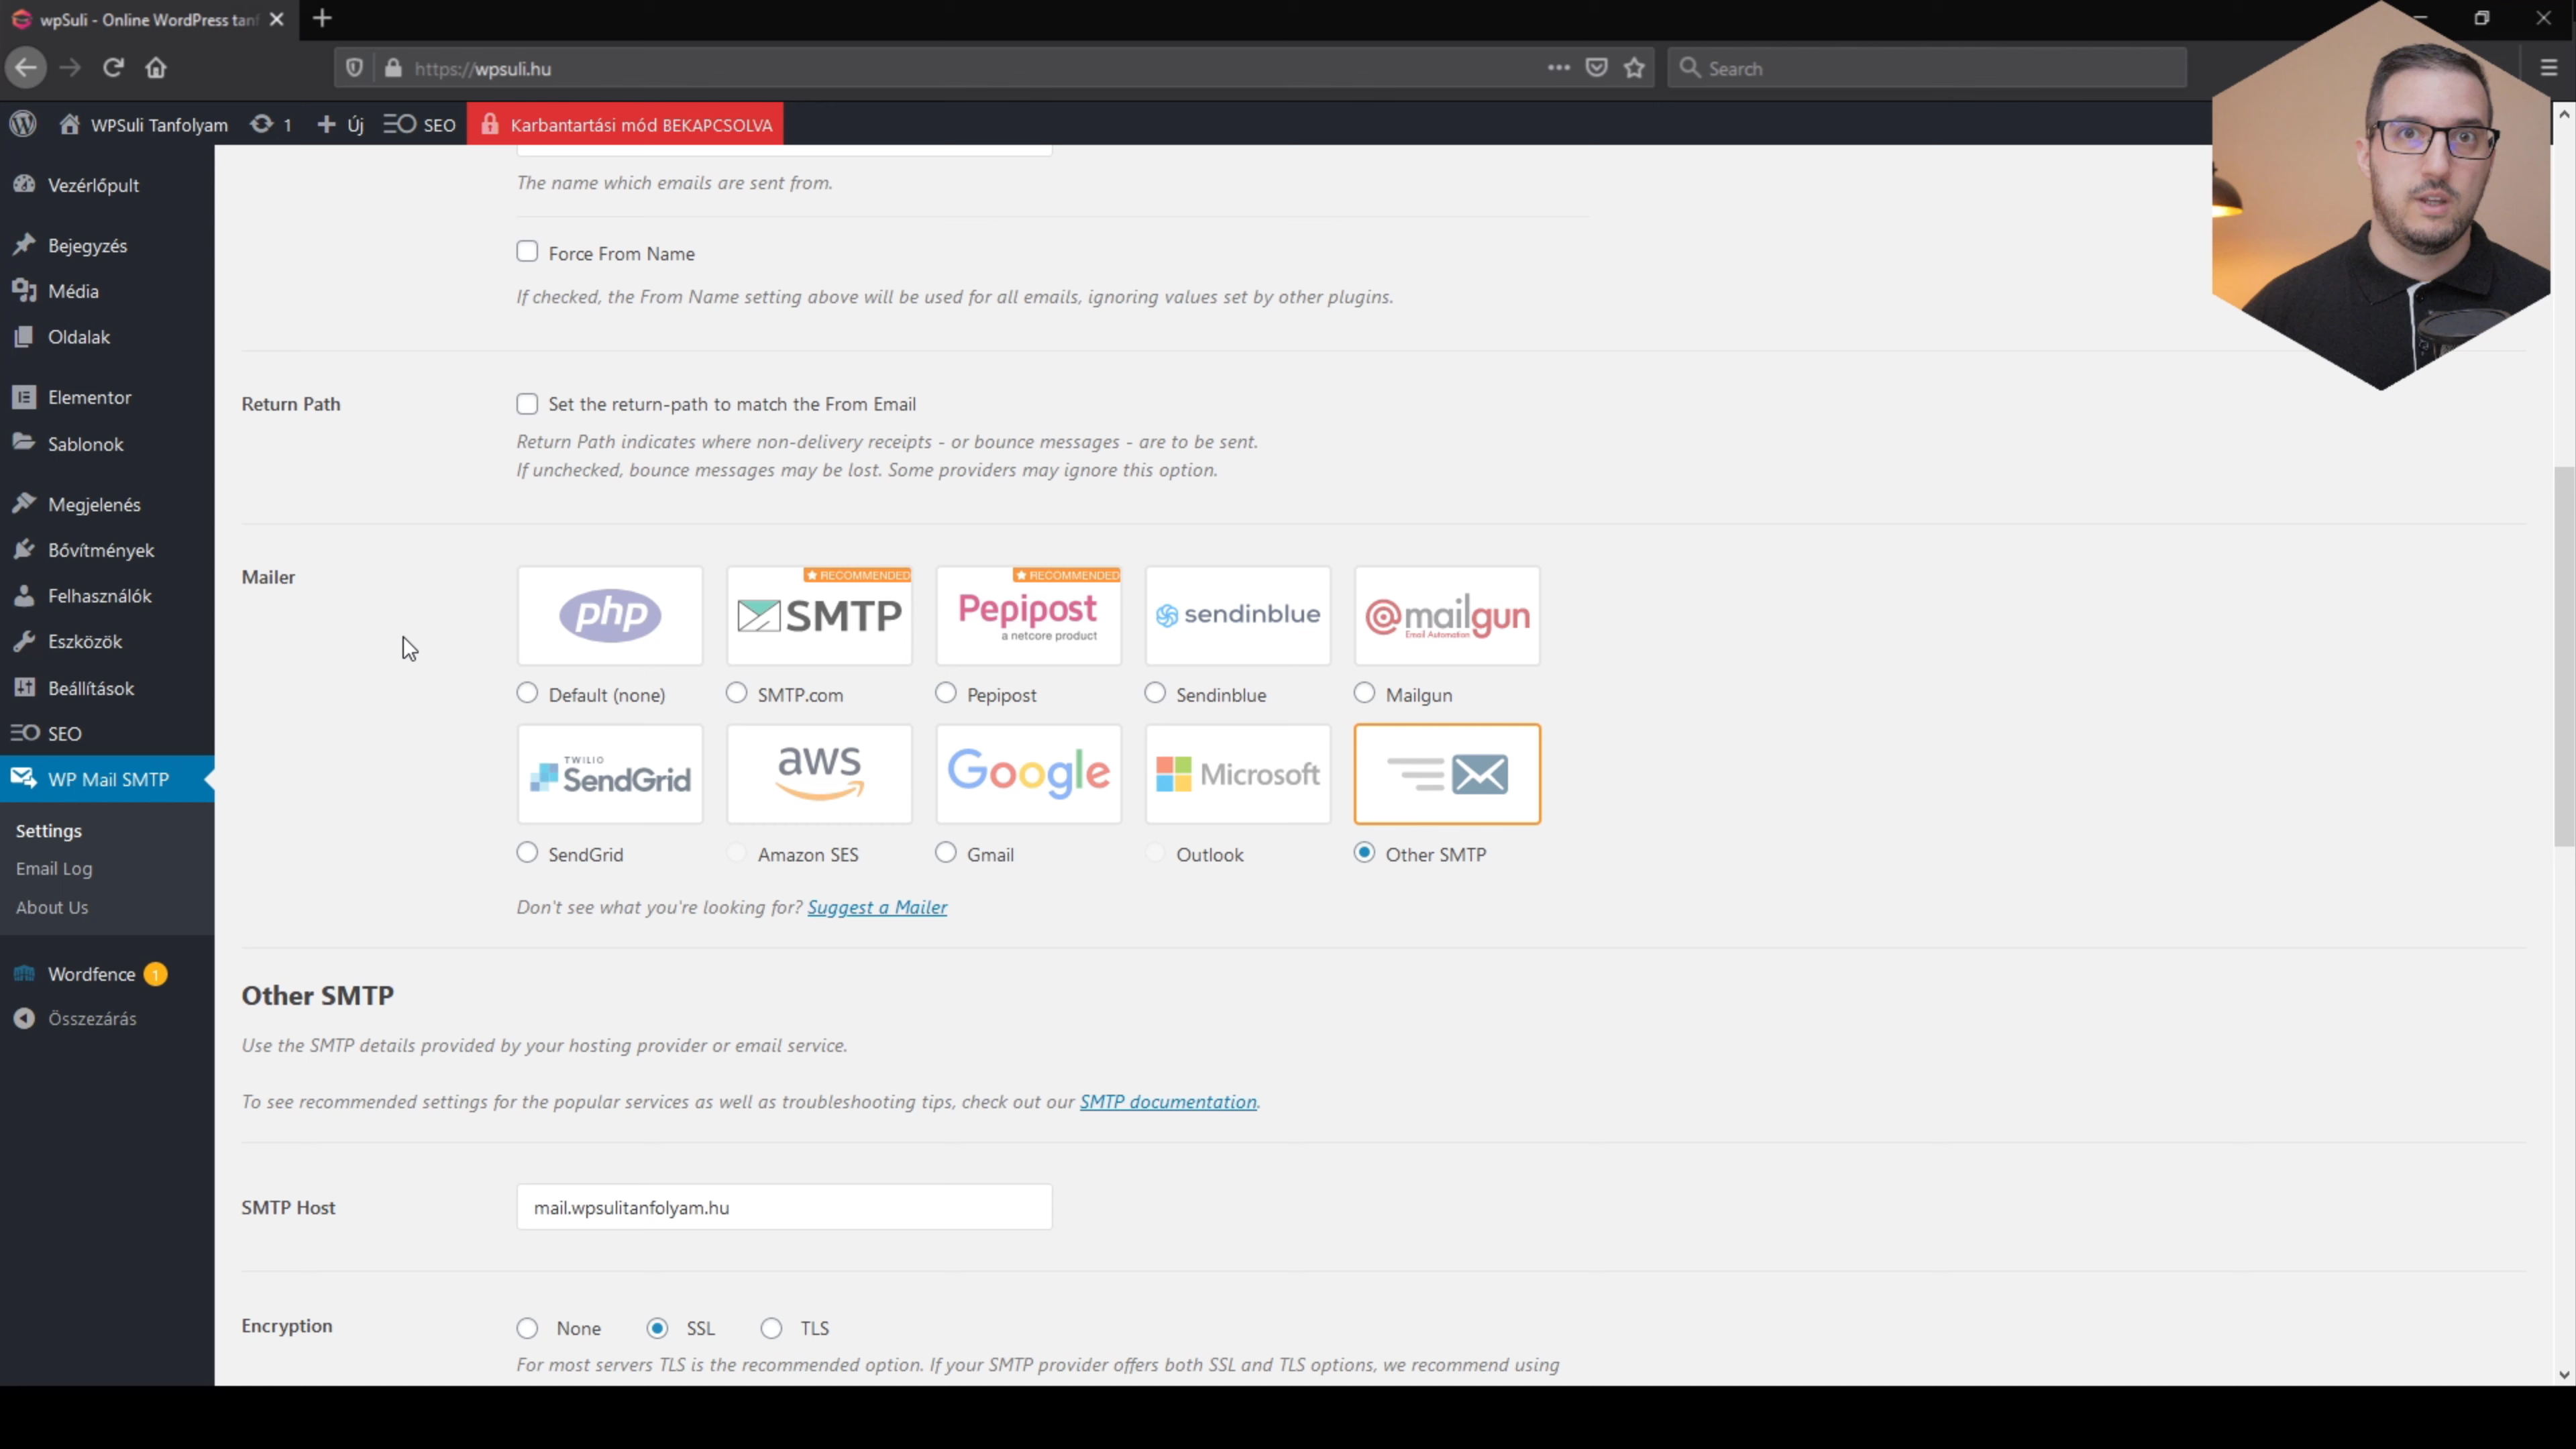 wpSuli - Online WordPress tanf
https://wpsuli.hu
Search
WPSuli Tanfolyam
1
Új
SEO
Karbantartási mód BEKAPCSOLVA
Vezérlőpult
Bejegyzés
Média
Oldalak
Elementor
Sablonok
Megjelenés
Bővítmények
Felhasználók
Eszközök
Beállítások
SEO
WP Mail SMTP
Settings
Email Log
About Us
Wordfence 1
Összezárás
The name which emails are sent from.
Force From Name
If checked, the From Name setting above will be used for all emails, ignoring values set by other plugins.
Return Path
Set the return-path to match the From Email
Return Path indicates where non-delivery receipts - or bounce messages - are to be sent.
If unchecked, bounce messages may be lost. Some providers may ignore this option.
Mailer
php
RECOMMENDED
SMTP
RECOMMENDED
Pepipost
a netcore product
sendinblue
mailgun
Email Automation
Default (none)
SMTP.com
Pepipost
Sendinblue
Mailgun
TWILIO
SendGrid
aws
Google
Microsoft
SendGrid
Amazon SES
Gmail
Outlook
Other SMTP
Don't see what you're looking for? Suggest a Mailer
Other SMTP
Use the SMTP details provided by your hosting provider or email service.
To see recommended settings for the popular services as well as troubleshooting tips, check out our SMTP documentation.
SMTP Host
mail.wpsulitanfolyam.hu
Encryption
None
SSL
TLS
For most servers TLS is the recommended option. If your SMTP provider offers both SSL and TLS options, we recommend using